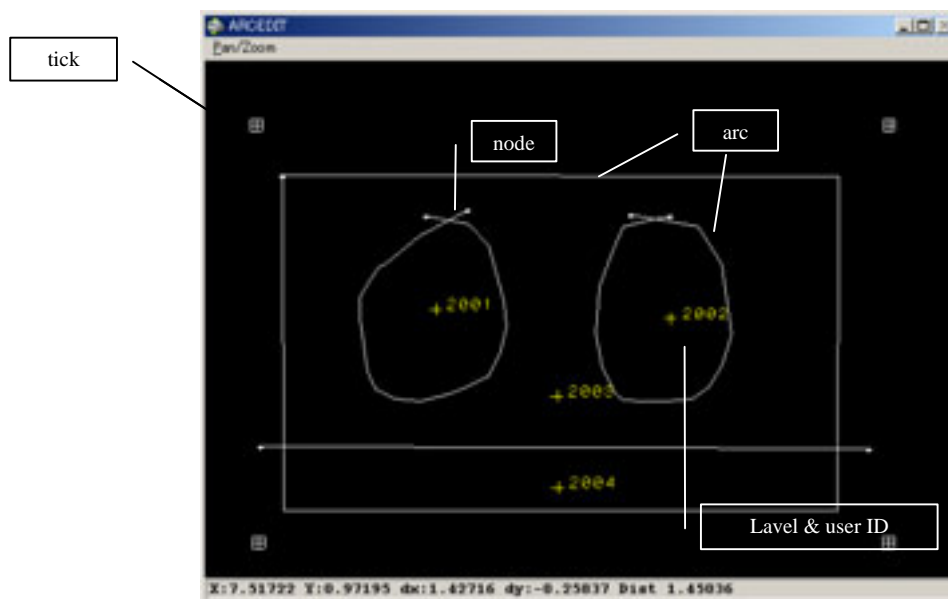 ARCEDIT
Pan/Zoom
tick
node
arc
2001
2002
2003
2004
Lavel & user ID
X:7.51722 Y:0.97195 dx:1.42716 dy:-0.25837 Dist 1.45036